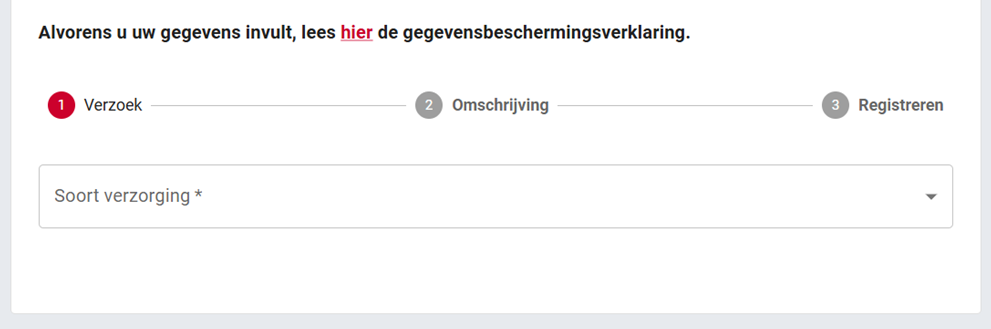 Alvorens u uw gegevens invult, lees hier de gegevensbeschermingsverklaring.
1 Verzoek 2 Omschrijving 3 Registreren
Soort verzorging *